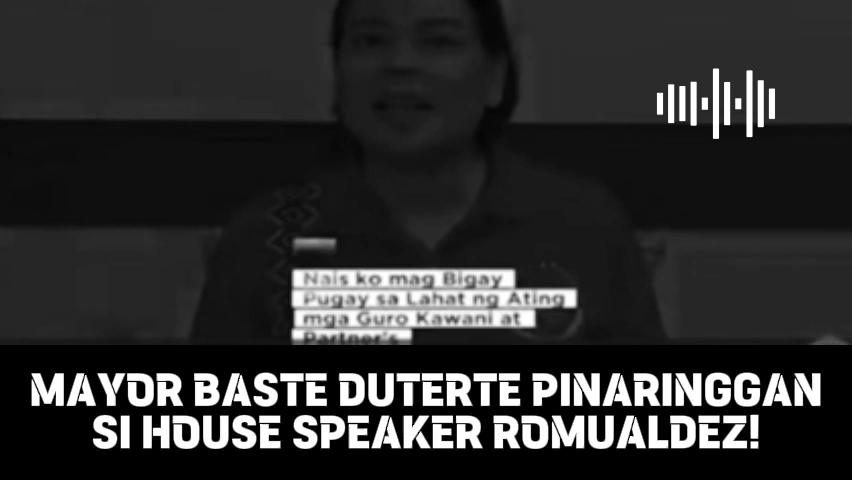 Nais ko mag Bigay
Pugay sa Lahat ng Ating
mga Guro Kawani at
Partner's
MAYOR BASTE DUTERTE PINARINGGAN
SI HOUSE SPEAKER ROMUALDEZ!